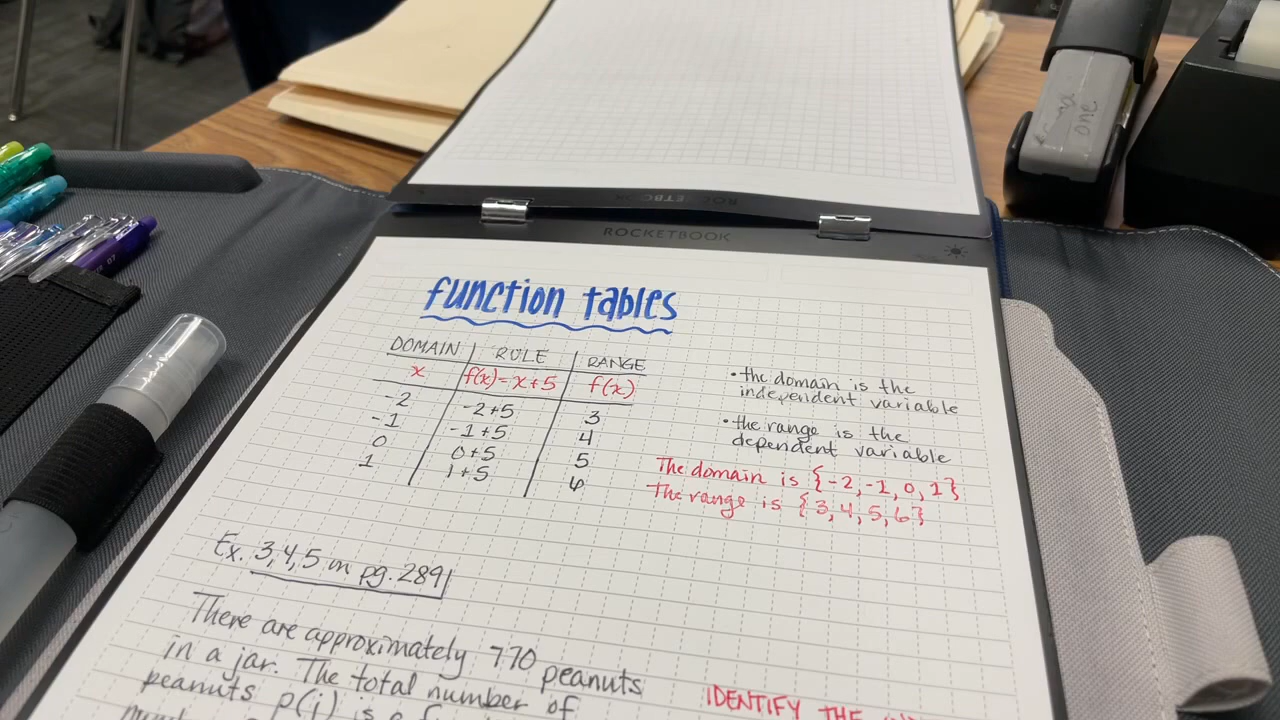 one
ROCKETBOOK
ROCKETBOOK
function tables
DOMAIN RULE RANGE
x f(x)=x+5 f(x)
-2 -2+5 3
-1 -1+5 4
0 0+5 5
1 1+5 6
• the domain is the
independent variable
• the range is the
dependent variable
The domain is {-2,-1,0,1}
The range is {3,4,5,6}
Ex. 3,4,5 on pg. 289
There are approximately 770 peanuts
in a jar. The total number of
peanuts p(j) is a
IDENTIFY THE